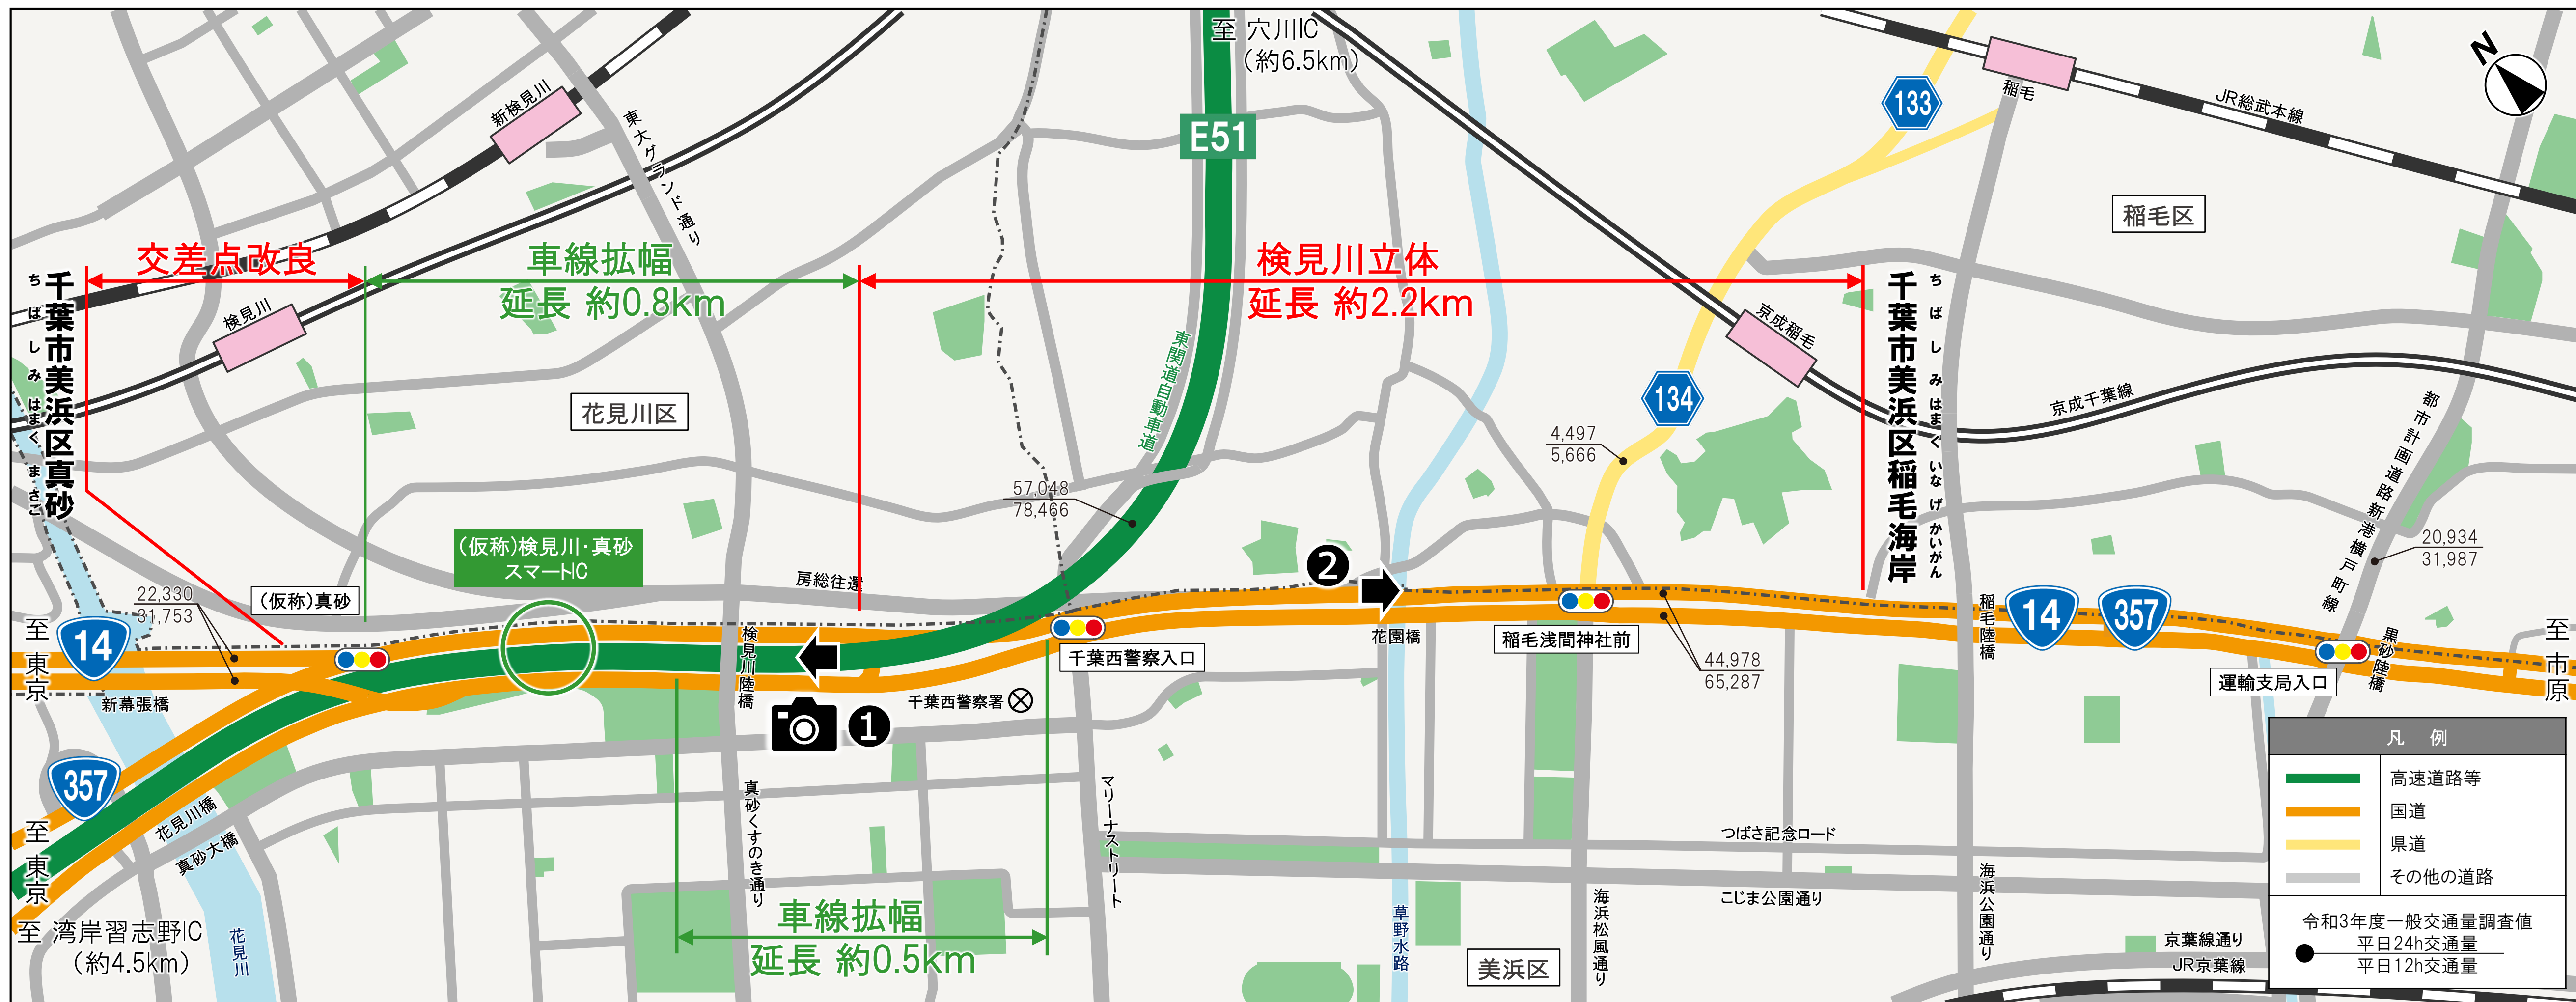 至 穴川IC
(約6.5km)
E51
N
133
稲毛
JR総武本線
新検見川
東大グランド通り
稲毛区
交差点改良
車線拡幅
延長 約0.8km
検見川立体
延長 約2.2km
千葉市美浜区真砂
ちばしみはまくまさご
検見川
花見川区
東関道自動車道
134
京成稲毛
千葉市美浜区稲毛海岸
ちばしみはまくいなげかいがん
京成千葉線
都市計画道路新港横戸町線
4,497
5,666
57,048
78,466
20,934
31,987
(仮称)検見川・真砂
スマートIC
房総往還
2
22,330
31,753
(仮称)真砂
至東京
14
新幕張橋
検見川陸橋
千葉西警察入口
千葉西警察署
1
花園橋
稲毛浅間神社前
44,978
65,287
稲毛陸橋
14
357
運輸支局入口
黒砂陸橋
至市原
357
至東京
花見川橋
真砂大橋
花見川
至 湾岸習志野IC
(約4.5km)
真砂くすのき通り
マリーナストリート
車線拡幅
延長 約0.5km
つばさ記念ロード
こじま公園通り
草野水路
海浜松風通り
海浜公園通り
美浜区
京葉線通り
JR京葉線
凡 例
高速道路等
国道
県道
その他の道路
令和3年度一般交通量調査値
平日24h交通量
平日12h交通量